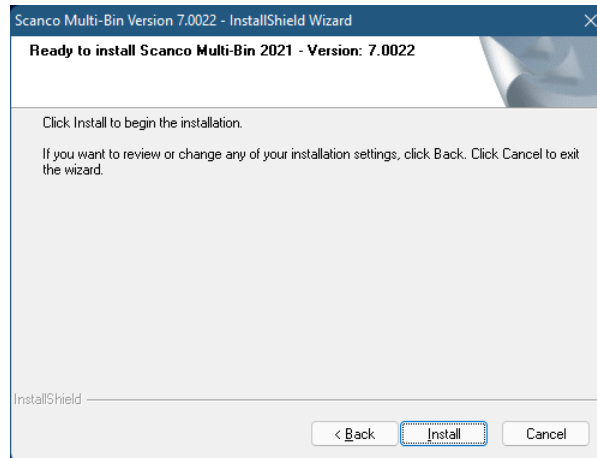 Scanco Multi-Bin Version 7.0022 - InstallShield Wizard
Ready to install Scanco Multi-Bin 2021 - Version: 7.0022
Click Install to begin the installation.
If you want to review or change any of your installation settings, click Back. Click Cancel to exit
the wizard.
InstallShield
< Back Install Cancel